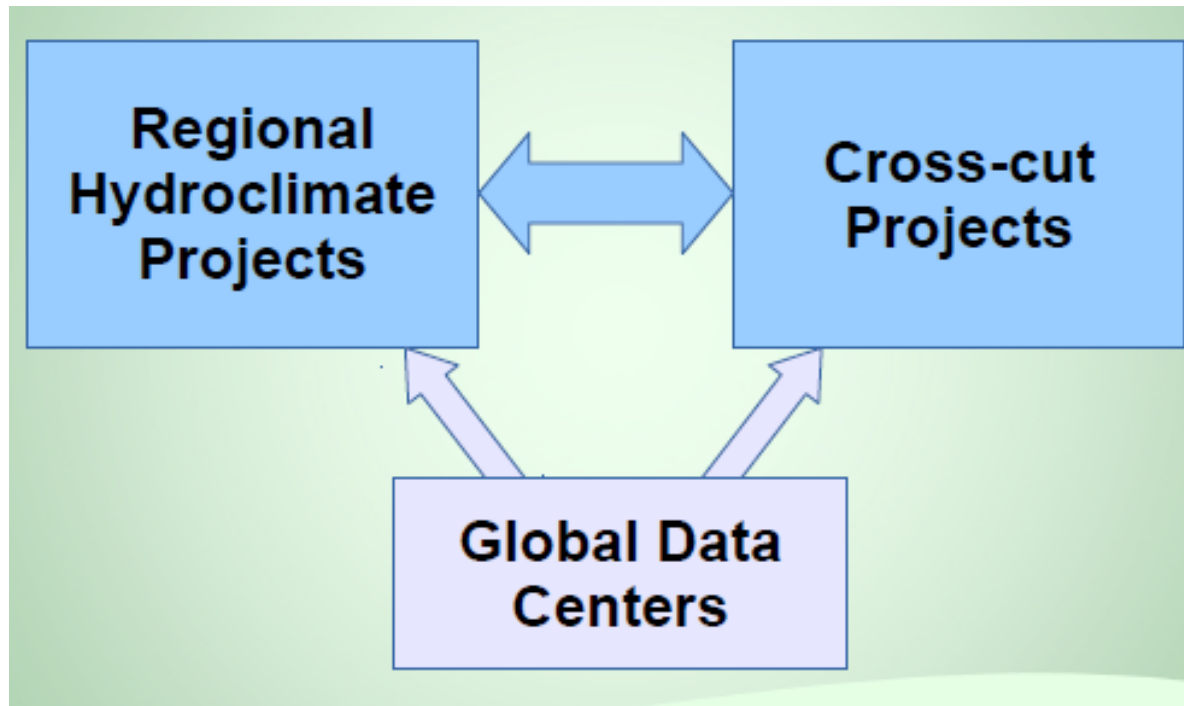 Regional
Hydroclimate
Projects
Cross-cut
Projects
Global Data
Centers